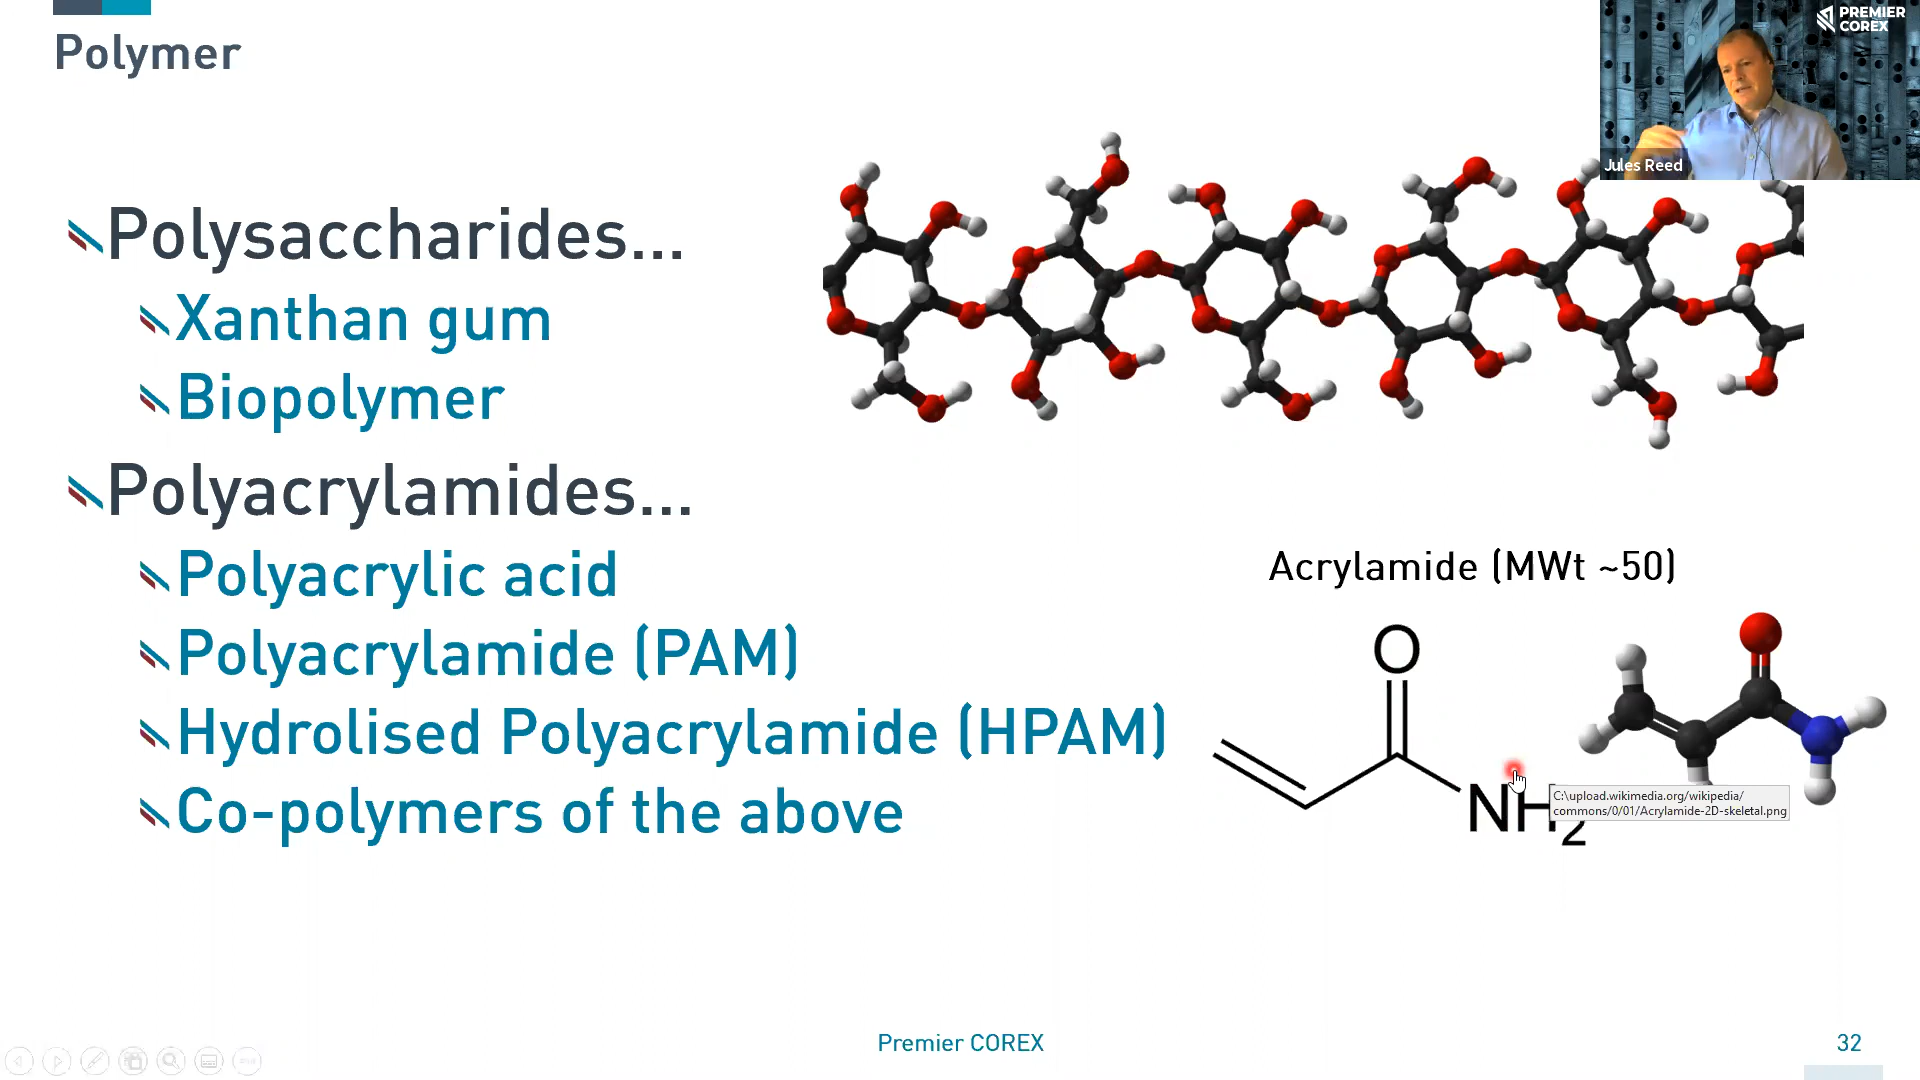 Polymer
PREMIER
COREX
Jules Reed
Polysaccharides...
Xanthan gum
Biopolymer
Polyacrylamides...
Polyacrylic acid
Polyacrylamide (PAM)
Hydrolised Polyacrylamide (HPAM)
Co-polymers of the above
Acrylamide (MWt ~50)
O
NH2
C:\upload.wikimedia.org/wikipedia/
commons/0/01/Acrylamide-2D-skeletal.png
Premier COREX
32